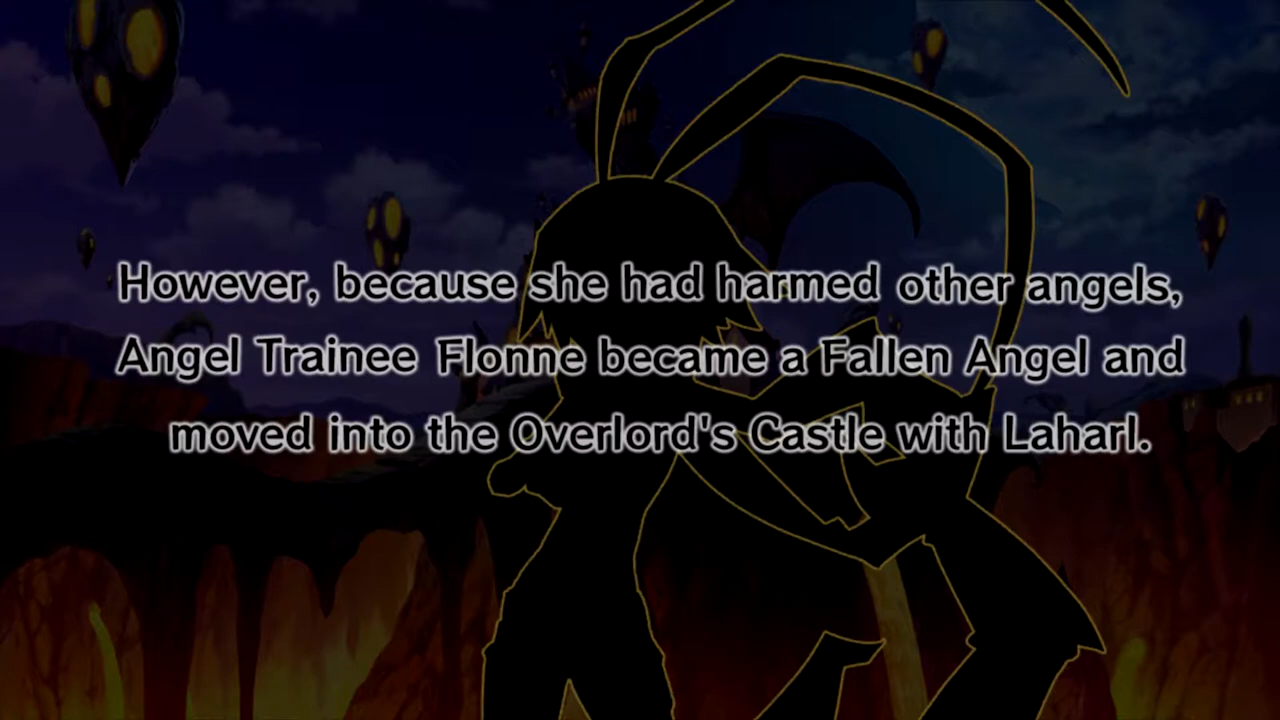 However, because she had harmed other angels,
Angel Trainee Flonne became a Fallen Angel and
moved into the Overlord's Castle with Laharl.